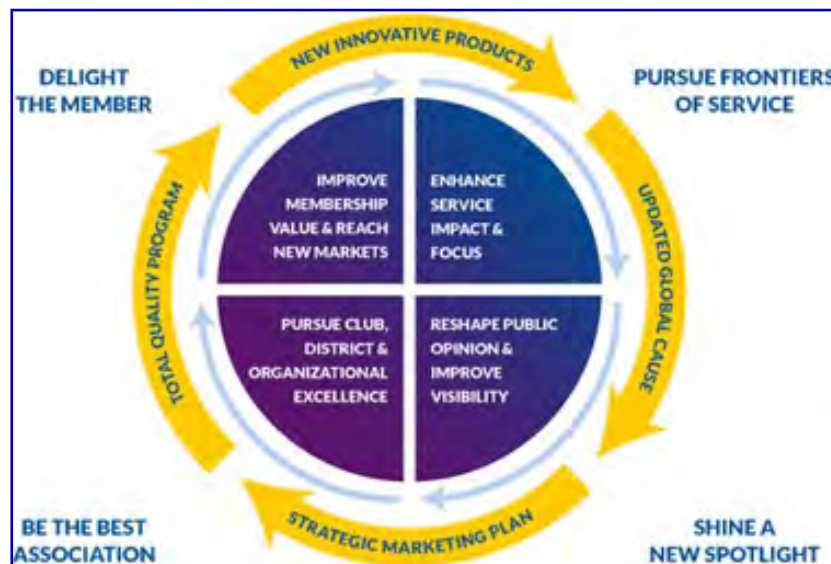 NEW INNOVATIVE PRODUCTS
DELIGHT
THE MEMBER
PURSUE FRONTIERS
OF SERVICE
IMPROVE
MEMBERSHIP
VALUE & REACH
NEW MARKETS
ENHANCE
SERVICE
IMPACT &
FOCUS
TOTAL QUALITY PROGRAM
UPDATED GLOBAL CAUSE
PURSUE CLUB,
DISTRICT &
ORGANIZATIONAL
EXCELLENCE
RESHAPE PUBLIC
OPINION &
IMPROVE
VISIBILITY
STRATEGIC MARKETING PLAN
BE THE BEST
ASSOCIATION
SHINE A
NEW SPOTLIGHT